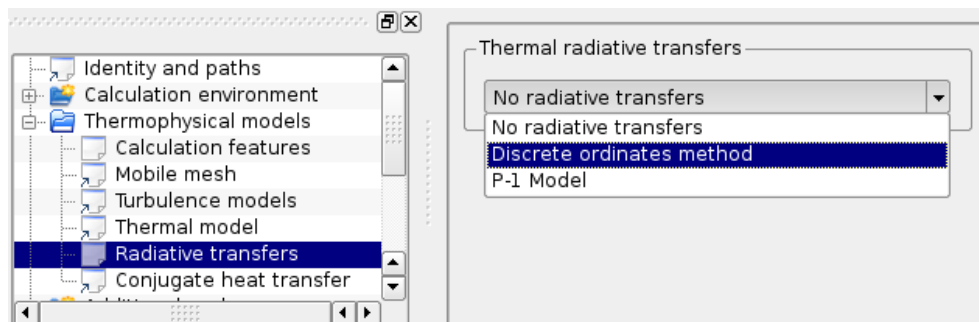 Identity and paths
Calculation environment
Thermophysical models
Calculation features
Mobile mesh
Turbulence models
Thermal model
Radiative transfers
Conjugate heat transfer
Thermal radiative transfers
No radiative transfers
No radiative transfers
Discrete ordinates method
P-1 Model